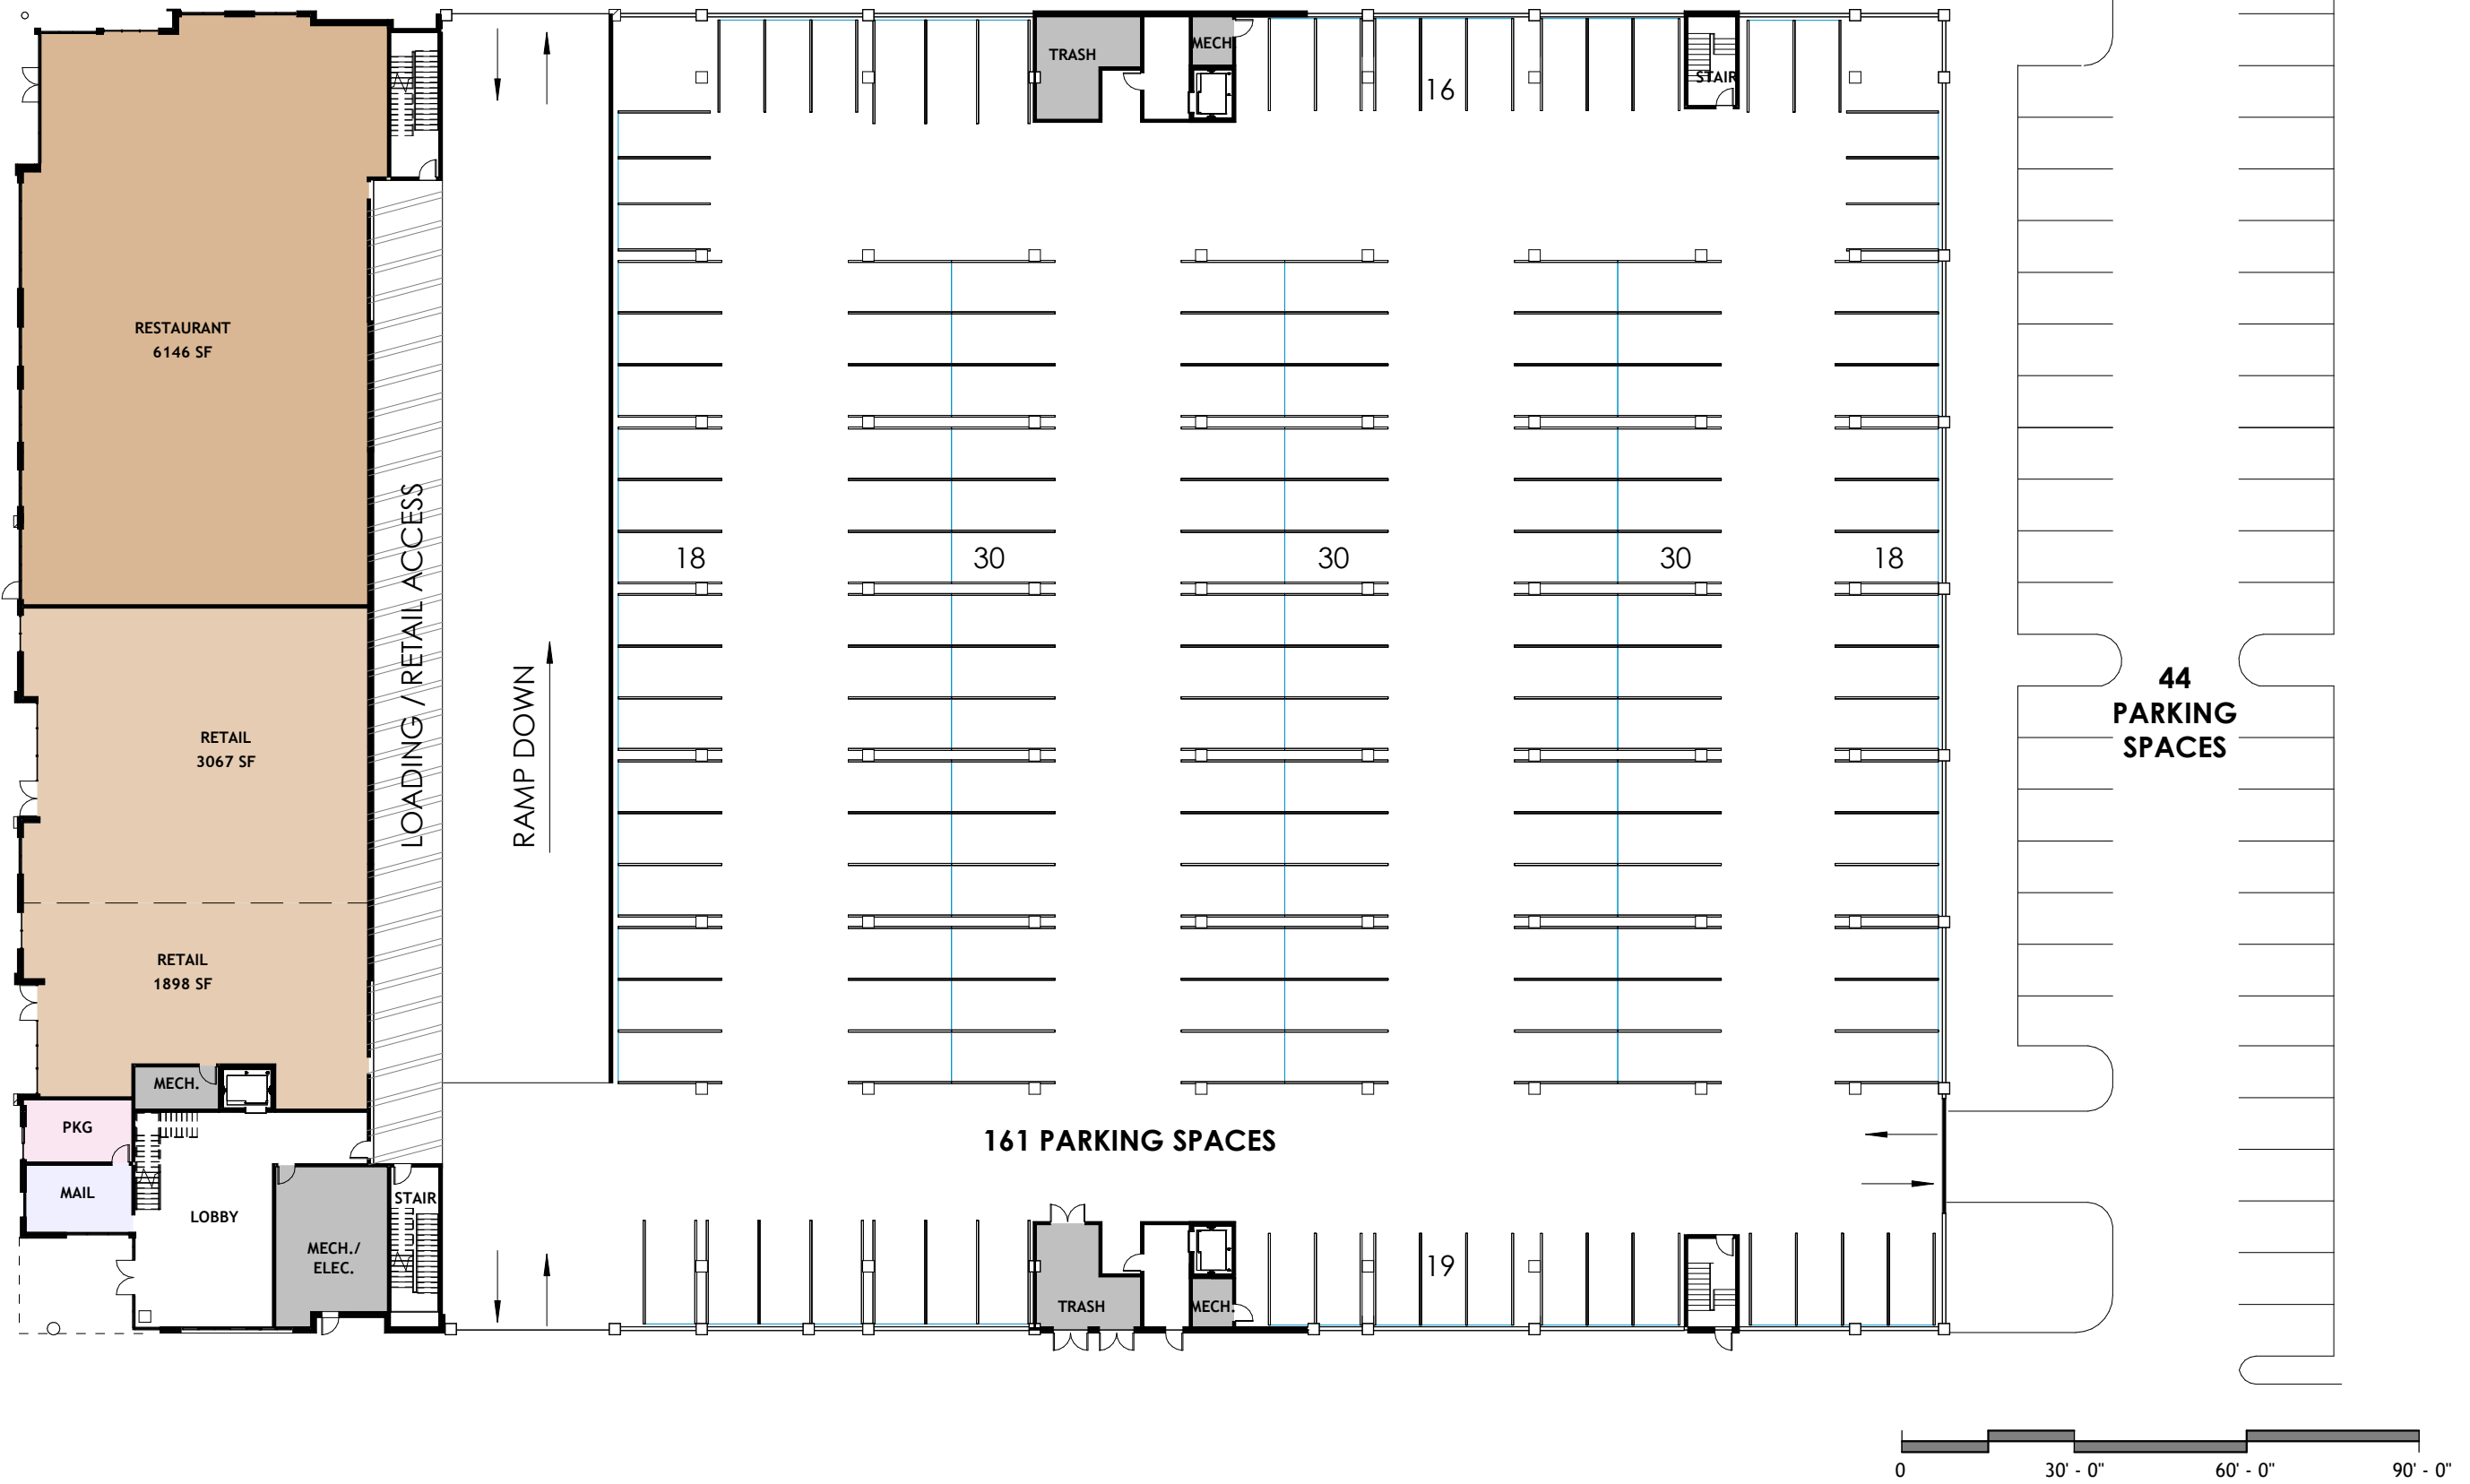 TRASH
MECH
STAIR
16
RESTAURANT
6146 SF
LOADING / RETAIL ACCESS
RAMP DOWN
18
30
30
30
18
RETAIL
3067 SF
44
PARKING
SPACES
RETAIL
1898 SF
MECH.
PKG
MAIL
LOBBY
MECH./
ELEC.
STAIR
161 PARKING SPACES
TRASH
MECH.
19
0
30' - 0"
60' - 0"
90' - 0"